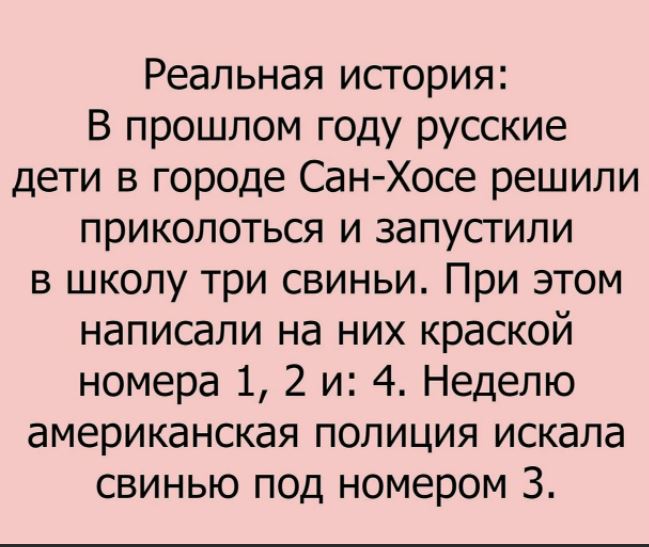 Реальная история:
В прошлом году русские
дети в городе Сан-Хосе решили
приколоться и запустили
в школу три свиньи. При этом
написали на них краской
номера 1, 2 и: 4. Неделю
американская полиция искала
свинью под номером 3.